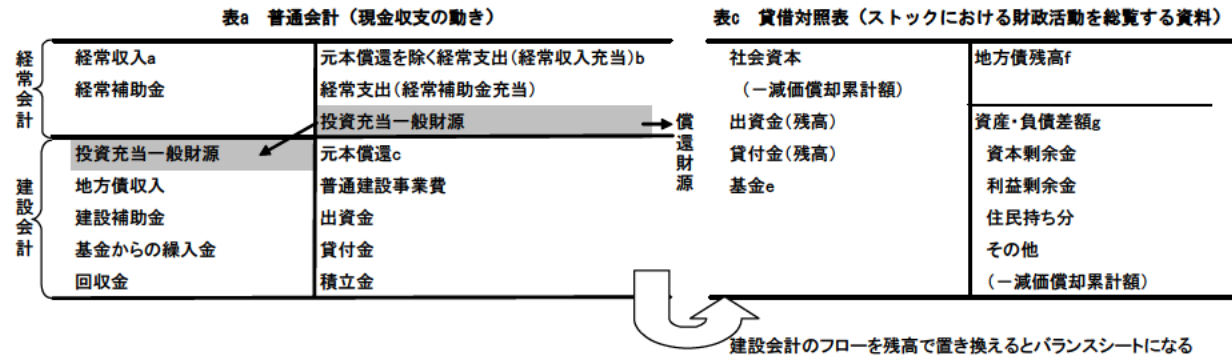 表a 普通会計(現金収支の動き)
経常会計
経常収入a
元本償還を除く経常支出(経常収入充当)b
経常補助金
経常支出(経常補助金充当)
投資充当一般財源
建設会計
投資充当一般財源
元本償還c
地方債収入
普通建設事業費
建設補助金
出資金
基金からの繰入金
貸付金
回収金
積立金
償還財源
表c 貸借対照表(ストックにおける財政活動を総覧する資料)
社会資本
地方債残高f
(-減価償却累計額)
出資金(残高)
資産・負債差額g
貸付金(残高)
資本剰余金
基金e
利益剰余金
住民持ち分
その他
(-減価償却累計額)
建設会計のフローを残高で置き換えるとバランスシートになる